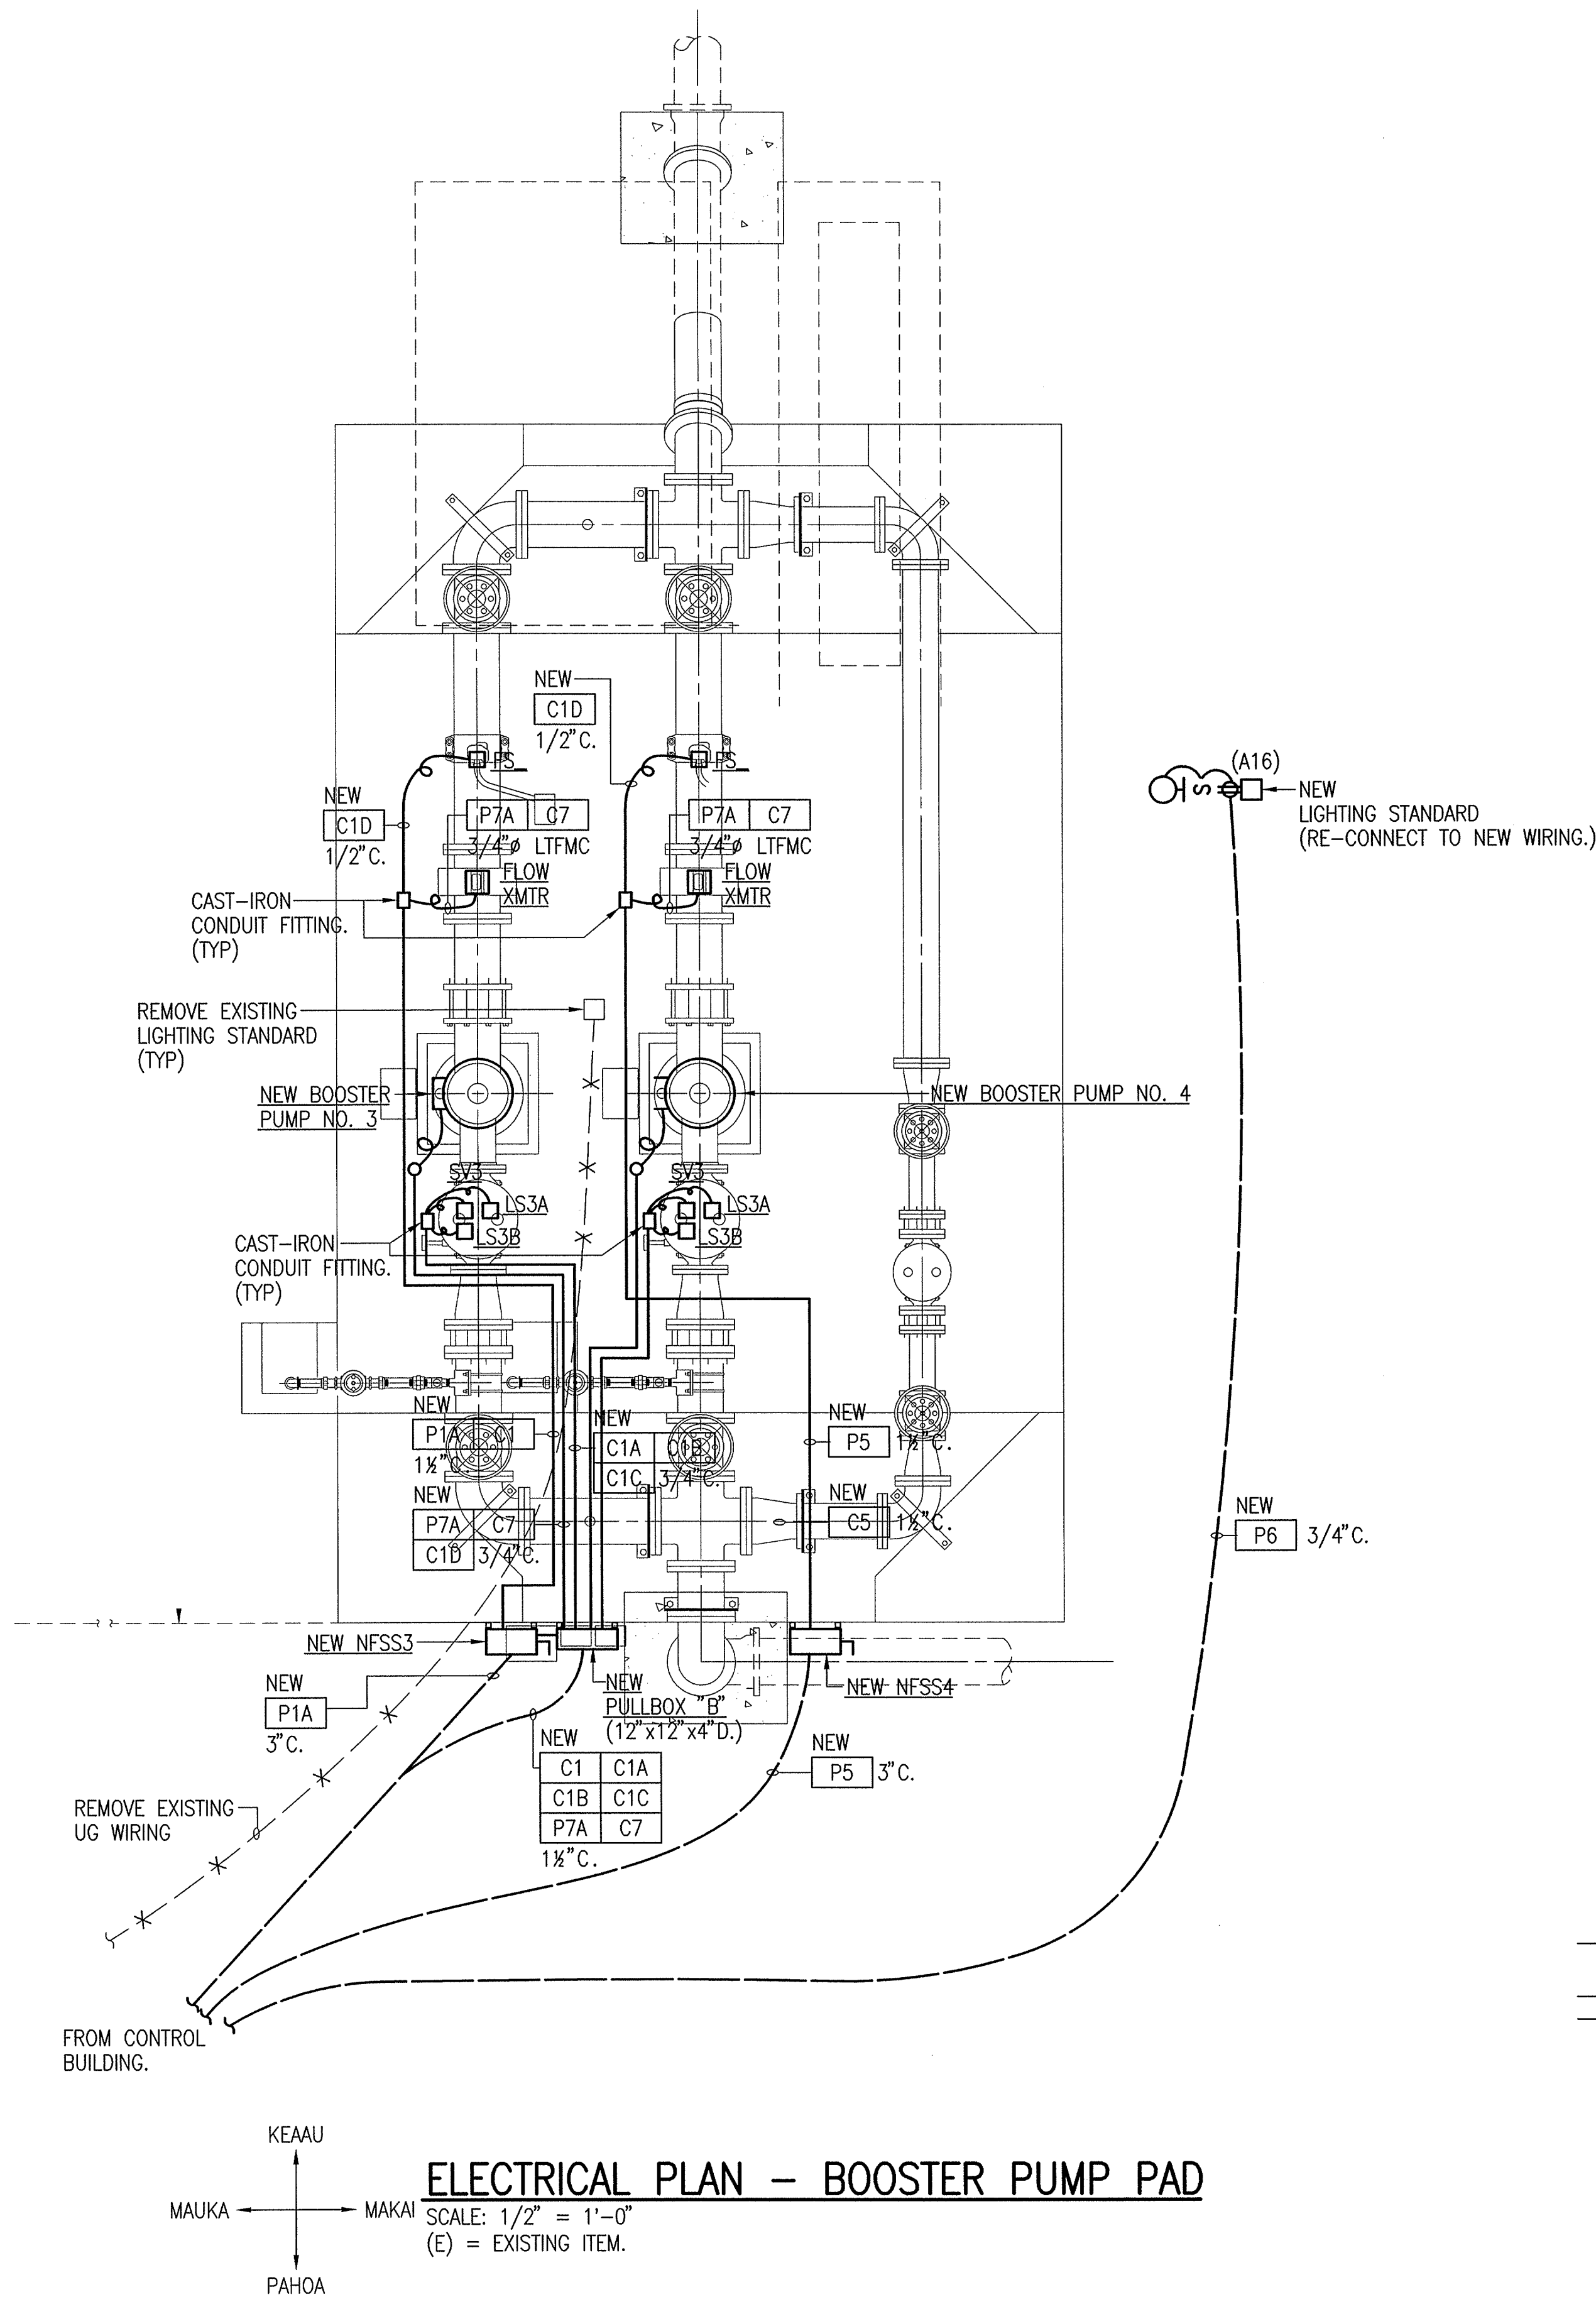 NEW
C1D
1/2"C.
FS_
FS_
(A16)
NEW
LIGHTING STANDARD
(RE-CONNECT TO NEW WIRING.)
NEW
C1D
1/2"C.
P7A C7
3/4"ø LTFMC
P7A C7
3/4"ø LTFMC
FLOW
XMTR
FLOW
XMTR
CAST-IRON
CONDUIT FITTING.
(TYP)
REMOVE EXISTING
LIGHTING STANDARD
(TYP)
NEW BOOSTER
PUMP NO. 3
NEW BOOSTER PUMP NO. 4
SV3
LS3A
LS3B
SV3
LS3A
LS3B
CAST-IRON
CONDUIT FITTING.
(TYP)
NEW
P1A C1
1½"C.
NEW
C1A C1B
C1C 3/4"C.
NEW
P5 1½"C.
NEW
P7A C7
C1D 3/4"C.
NEW
C5 1½"C.
NEW
P6 3/4"C.
NEW NFSS3
NEW
PULLBOX "B"
(12"x12"x4"D.)
NEW NFSS4
NEW
P1A
3"C.
NEW
C1 C1A
C1B C1C
P7A C7
1½"C.
NEW
P5 3"C.
REMOVE EXISTING
UG WIRING
FROM CONTROL
BUILDING.
KEAAU
MAUKA
MAKAI
PAHOA
ELECTRICAL PLAN - BOOSTER PUMP PAD
SCALE: 1/2" = 1'-0"
(E) = EXISTING ITEM.